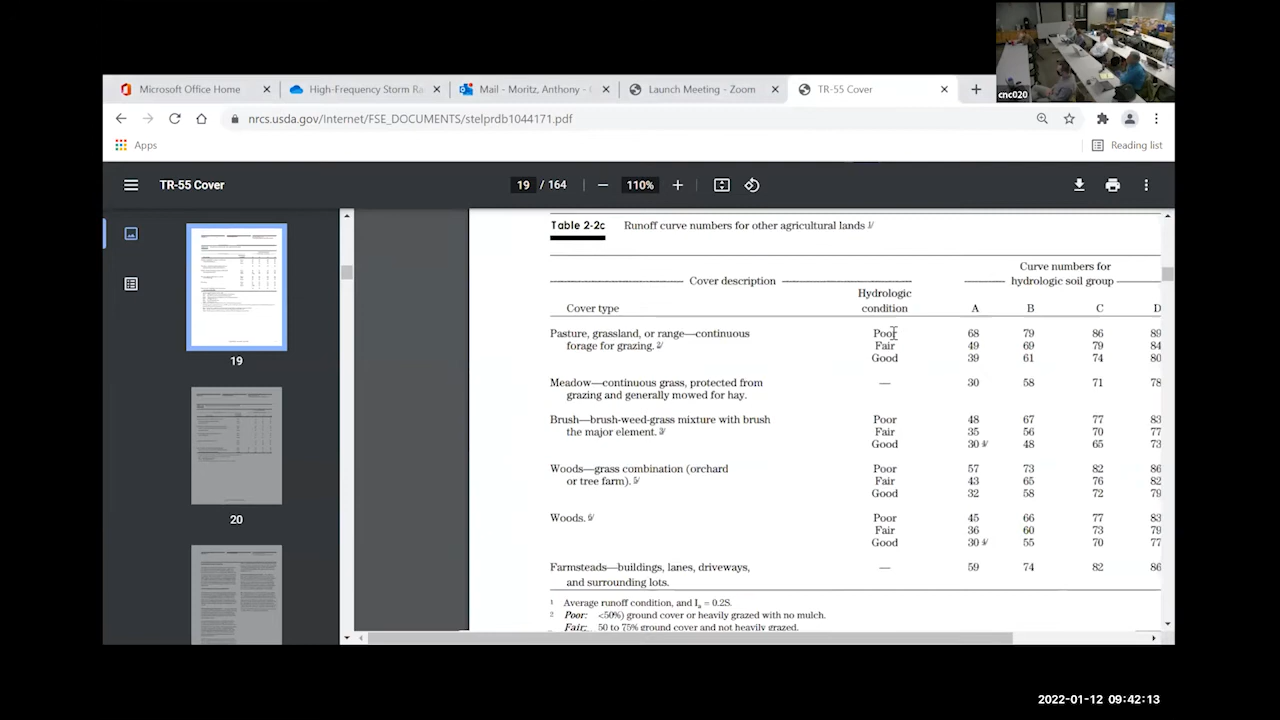 cnc020
Microsoft Office Home
High-Frequency Storm Ra
Mail - Moritz, Anthony -
Launch Meeting - Zoom
TR-55 Cover
nrcs.usda.gov/Internet/FSE_DOCUMENTS/stelprdb1044171.pdf
Apps
Reading list
TR-55 Cover
19 / 164
110%
19
20
Table 2-2c Runoff curve numbers for other agricultural lands 1/
Curve numbers for
Cover description hydrologic soil group
Hydrologic
Cover type condition A B C D
Pasture, grassland, or range—continuous Poor 68 79 86 89
forage for grazing. 2/ Fair 49 69 79 84
Good 39 61 74 80
Meadow—continuous grass, protected from — 30 58 71 78
grazing and generally mowed for hay.
Brush—brush-weed-grass mixture with brush Poor 48 67 77 83
the major element. 3/ Fair 35 56 70 77
Good 30 4/ 48 65 73
Woods—grass combination (orchard Poor 57 73 82 86
or tree farm). 5/ Fair 43 65 76 82
Good 32 58 72 79
Woods. 6/ Poor 45 66 77 83
Fair 36 60 73 79
Good 30 4/ 55 70 77
Farmsteads—buildings, lanes, driveways, — 59 74 82 86
and surrounding lots.
1 Average runoff condition, and Ia = 0.2S.
2 Poor: <50%) ground cover or heavily grazed with no mulch.
Fair: 50 to 75% ground cover and not heavily grazed.
2022-01-12 09:42:13